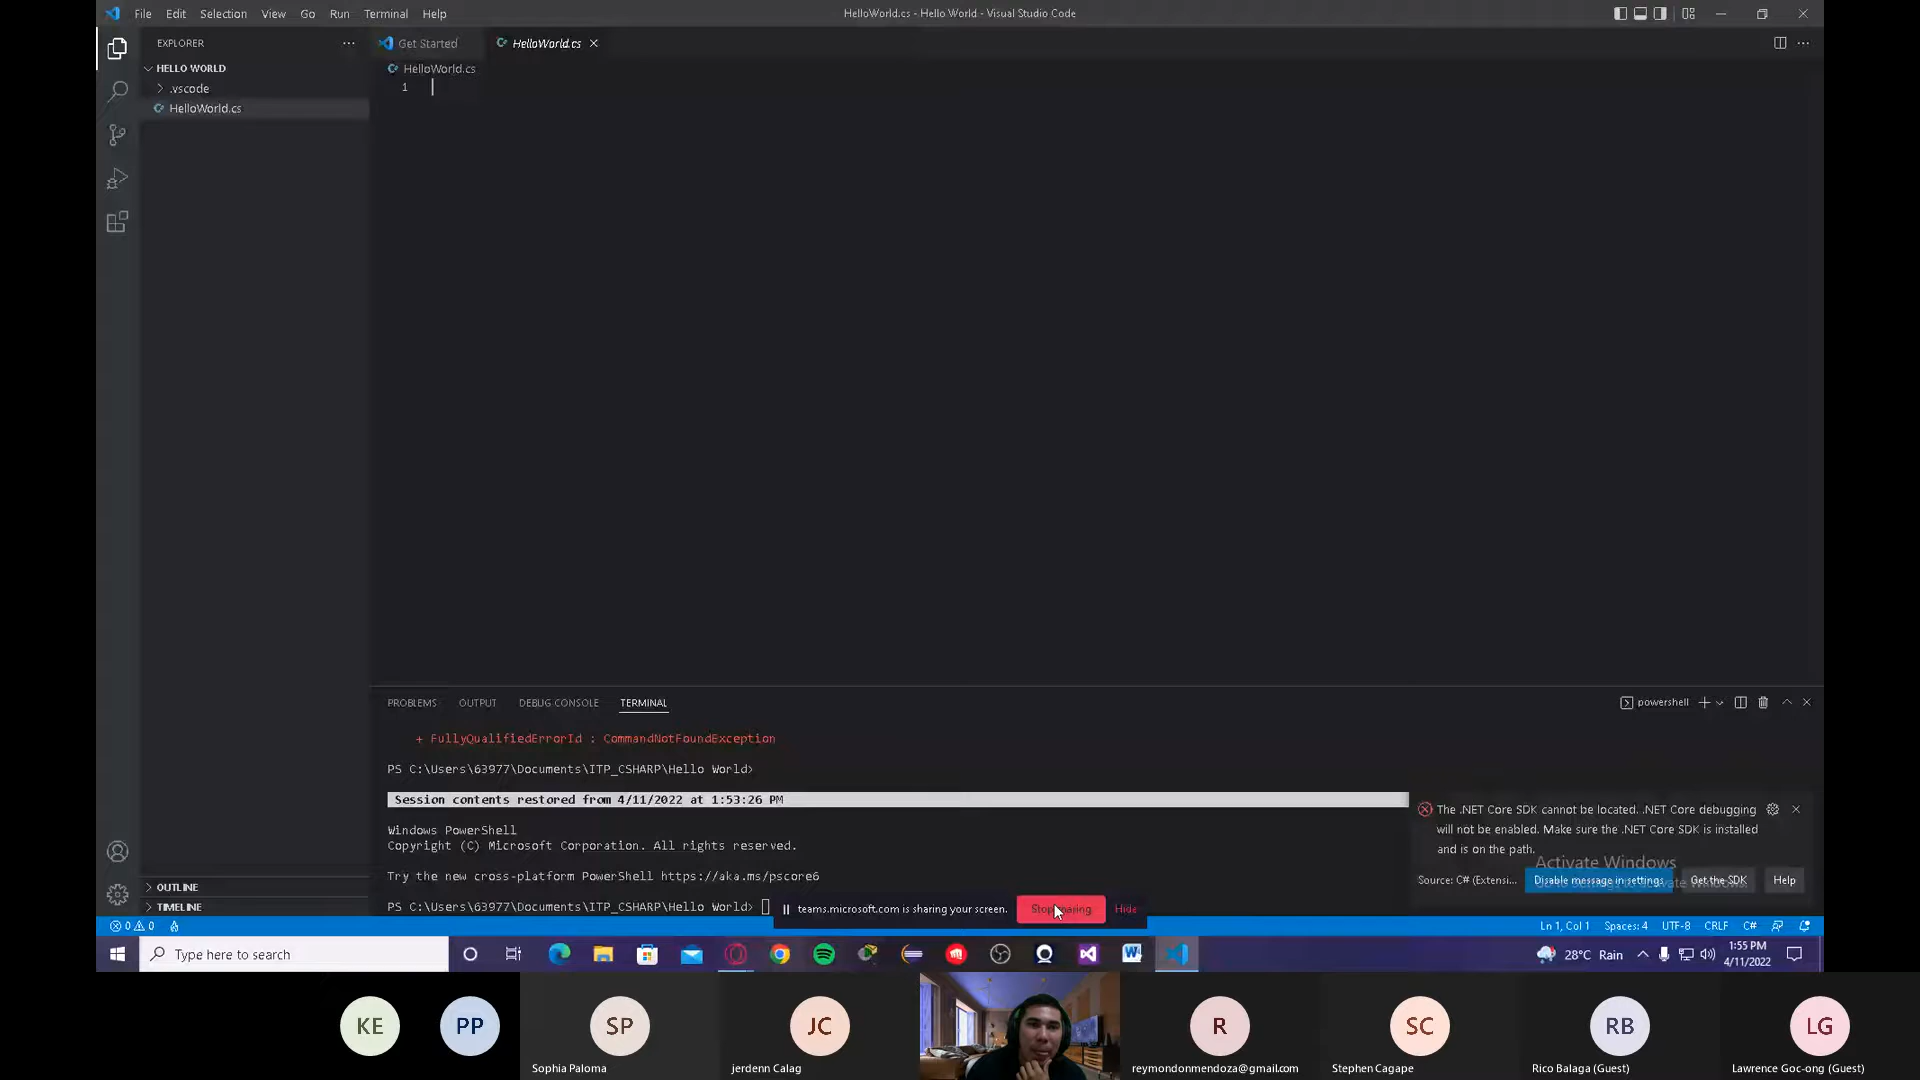 File Edit Selection View Go Run Terminal Help
HelloWorld.cs - Hello World - Visual Studio Code
EXPLORER
Get Started
HelloWorld.cs
HELLO WORLD
HelloWorld.cs
.vscode
1
HelloWorld.cs
PROBLEMS OUTPUT DEBUG CONSOLE TERMINAL
powershell
+ FullyQualifiedErrorId : CommandNotFoundException
PS C:\Users\63977\Documents\ITP_CSHARP\Hello World>
Session contents restored from 4/11/2022 at 1:53:26 PM
Windows PowerShell
Copyright (C) Microsoft Corporation. All rights reserved.
Try the new cross-platform PowerShell https://aka.ms/pscore6
PS C:\Users\63977\Documents\ITP_CSHARP\Hello World>
The .NET Core SDK cannot be located. .NET Core debugging
will not be enabled. Make sure the .NET Core SDK is installed
and is on the path.
Activate Windows
Source: C# (Extensi...
Disable message in settings
Get the SDK
Help
teams.microsoft.com is sharing your screen.
Stop sharing
Hide
OUTLINE
TIMELINE
0 0
Ln 1, Col 1 Spaces: 4 UTF-8 CRLF C#
Type here to search
28°C Rain
1:55 PM
4/11/2022
KE
PP
SP
JC
R
SC
RB
LG
Sophia Paloma
jerdenn Calag
reymondonmendoza@gmail.com
Stephen Cagape
Rico Balaga (Guest)
Lawrence Goc-ong (Guest)